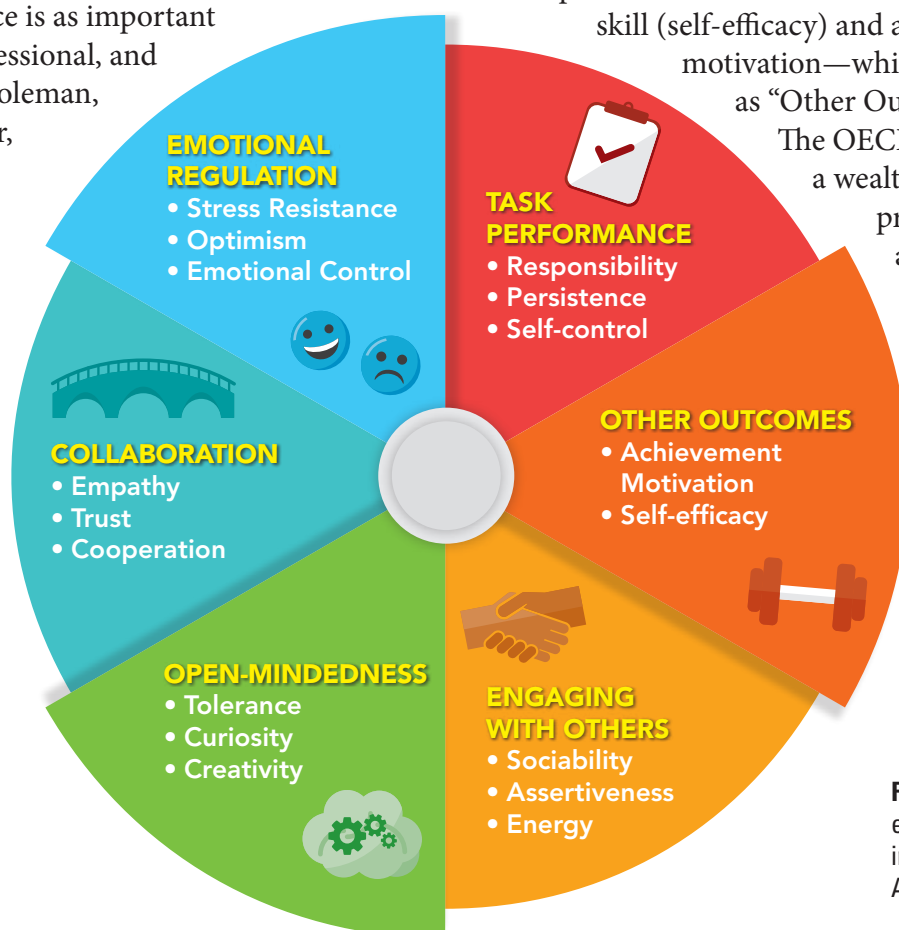 ce is as important
essional, and
oleman,
r,
skill (self-efficacy) and a
motivation—whi
as “Other Ou
The OECD
a wealt
pr
a
EMOTIONAL
REGULATION
• Stress Resistance
• Optimism
• Emotional Control
TASK
PERFORMANCE
• Responsibility
• Persistence
• Self-control
OTHER OUTCOMES
• Achievement
Motivation
• Self-efficacy
ENGAGING
WITH OTHERS
• Sociability
• Assertiveness
• Energy
OPEN-MINDEDNESS
• Tolerance
• Curiosity
• Creativity
COLLABORATION
• Empathy
• Trust
• Cooperation
F
e
i
A